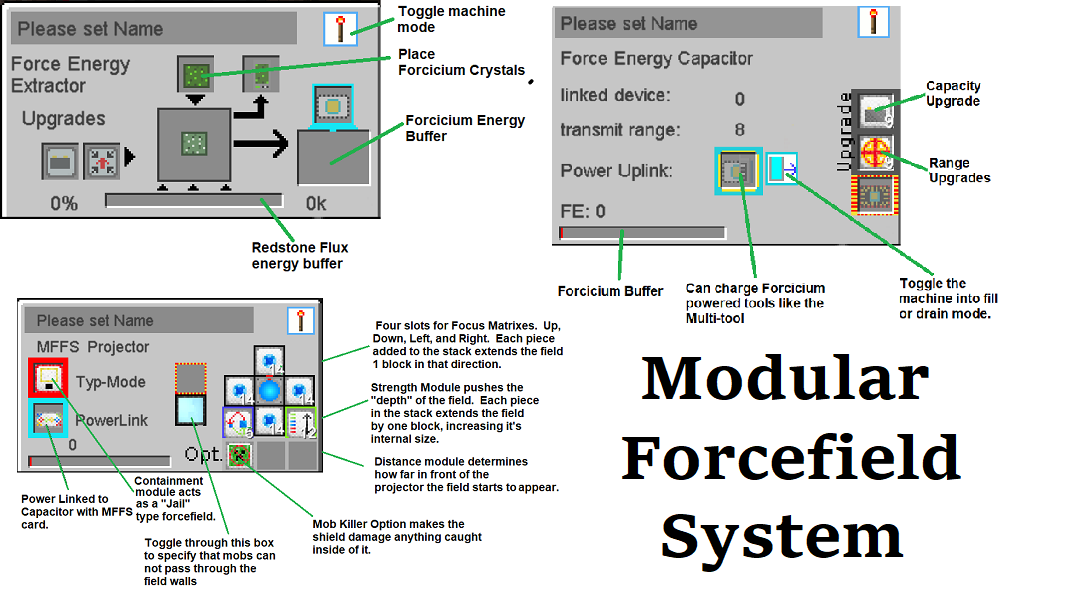 Please set Name
Toggle machine
mode
Force Energy
Extractor
Place
Forcicium Crystals
Upgrades
Forcicium Energy
Buffer
0%
0k
Redstone Flux
energy buffer
Please set Name
Force Energy Capacitor
linked device: 0
transmit range: 8
Power Uplink:
FE: 0
Upgrade
Capacity
Upgrade
Range
Upgrades
Forcicium Buffer
Can charge Forcicium
powered tools like the
Multi-tool
Toggle the
machine into fill
or drain mode.
Please set Name
MFFS Projector
Typ-Mode
PowerLink
0
Opt.
Four slots for Focus Matrixes. Up,
Down, Left, and Right. Each piece
added to the stack extends the field
1 block in that direction.
Strength Module pushes the
"depth" of the field. Each piece
in the stack extends the field
by one block, increasing it's
internal size.
Distance module determines
how far in front of the
projector the field starts to appear.
Power Linked to
Capacitor with MFFS
card.
Containment
module acts
as a "Jail"
type forcefield.
Toggle through this box
to specify that mobs can
not pass through the
field walls
Mob Killer Option makes the
shield damage anything caught
inside of it.
Modular
Forcefield
System